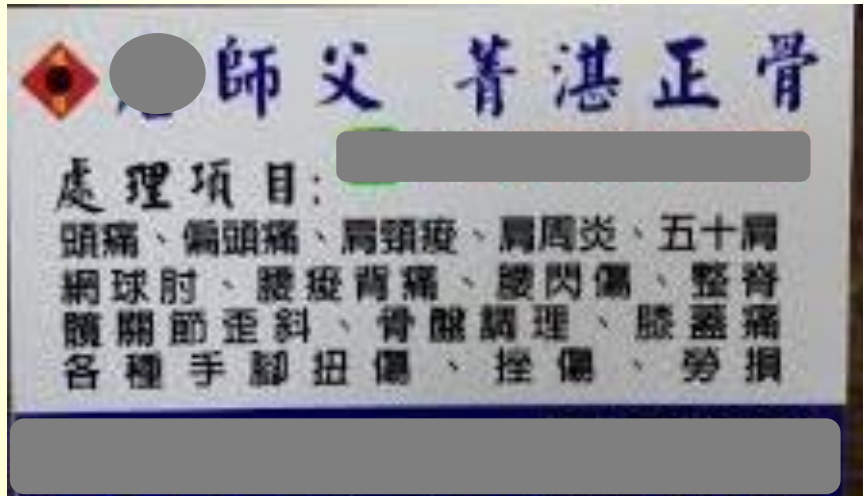 師父 菁湛正骨
處理項目:
頭痛、偏頭痛、肩頸痠、肩周炎、五十肩
網球肘、腰痠背痛、腰閃傷、整脊
髖關節歪斜、骨盤調理、膝蓋痛
各種手腳扭傷、挫傷、勞損